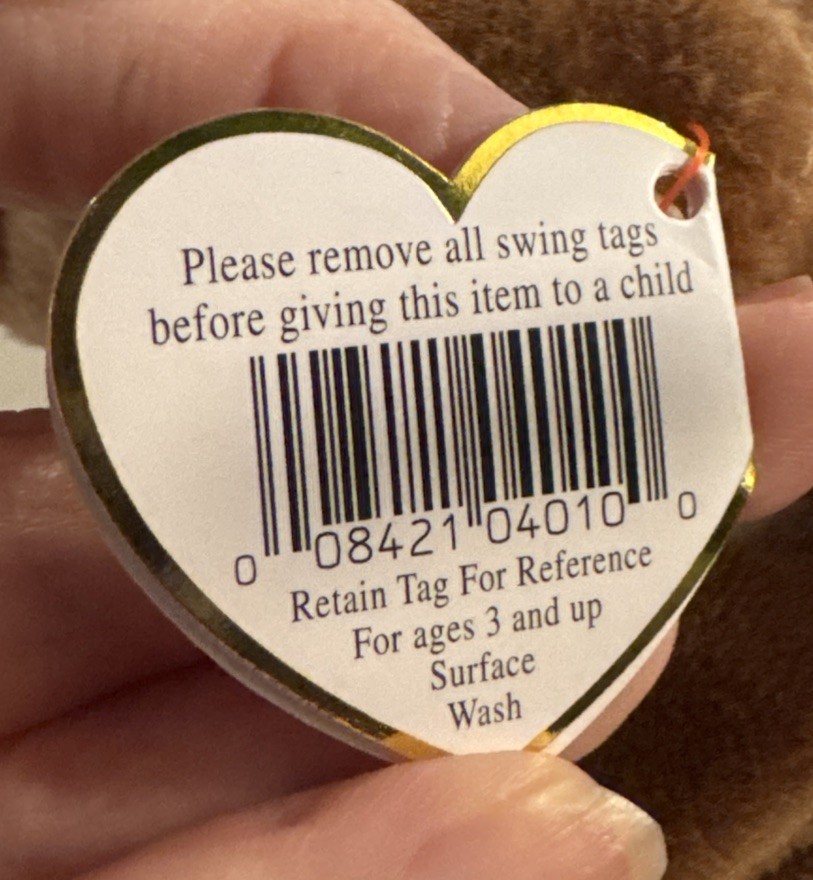 Please remove all swing tags
before giving this item to a child
0 08421 04010 0
Retain Tag For Reference
For ages 3 and up
Surface
Wash